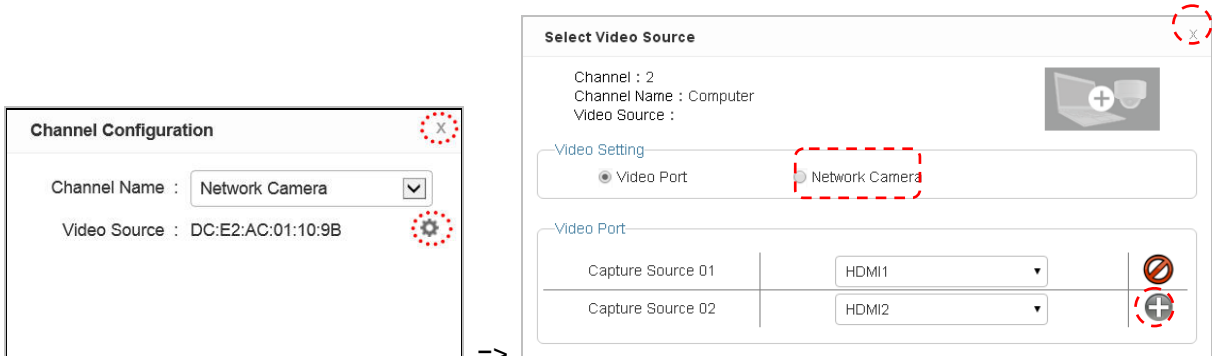 Channel Configuration X
Channel Name : Network Camera
Video Source : DC:E2:AC:01:10:9B
=>
Select Video Source X
Channel : 2
Channel Name : Computer
Video Source :
Video Setting
Video Port Network Camera
Video Port
Capture Source 01 HDMI1
Capture Source 02 HDMI2